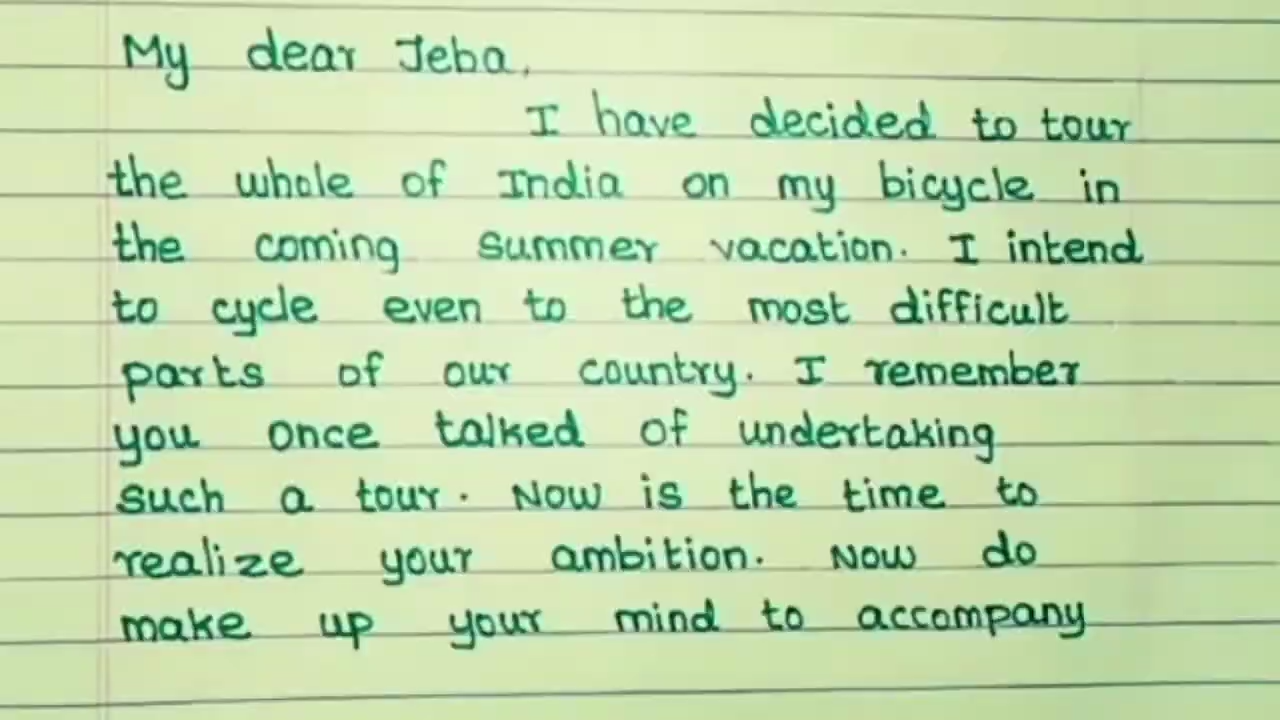 My dear Jeba,
I have decided to tour
the whole of India on my bicycle in
the coming summer vacation. I intend
to cycle even to the most difficult
parts of our country. I remember
you once talked of undertaking
such a tour. Now is the time to
realize your ambition. Now do
make up your mind to accompany